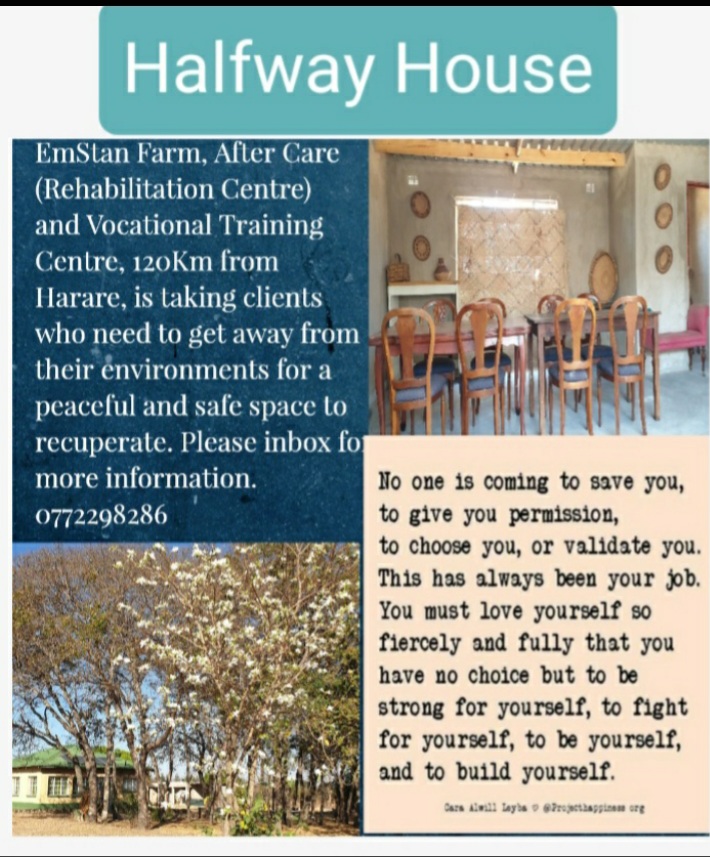 Halfway House
EmStan Farm, After Care
(Rehabilitation Centre)
and Vocational Training
Centre, 120Km from
Harare, is taking clients
who need to get away from
their environments for a
peaceful and safe space to
recuperate. Please inbox for
more information.
0772298286
No one is coming to save you,
to give you permission,
to choose you, or validate you.
This has always been your job.
You must love yourself so
fiercely and fully that you
have no choice but to be
strong for yourself, to fight
for yourself, to be yourself,
and to build yourself.
Cara Alwill Leyba ♡ @Projecthappiness org